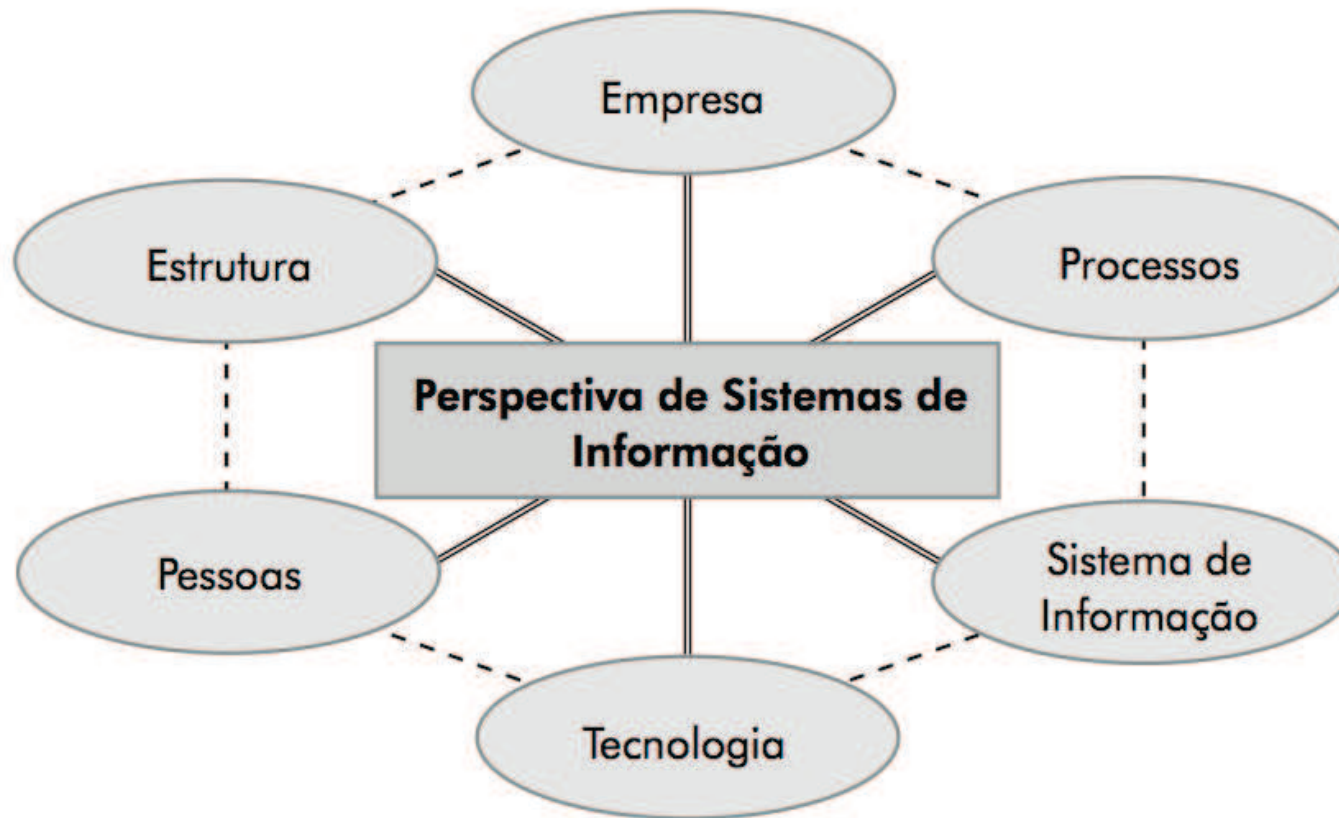 Empresa
Estrutura
Processos
Perspectiva de Sistemas de
Informação
Pessoas
Sistema de
Informação
Tecnologia